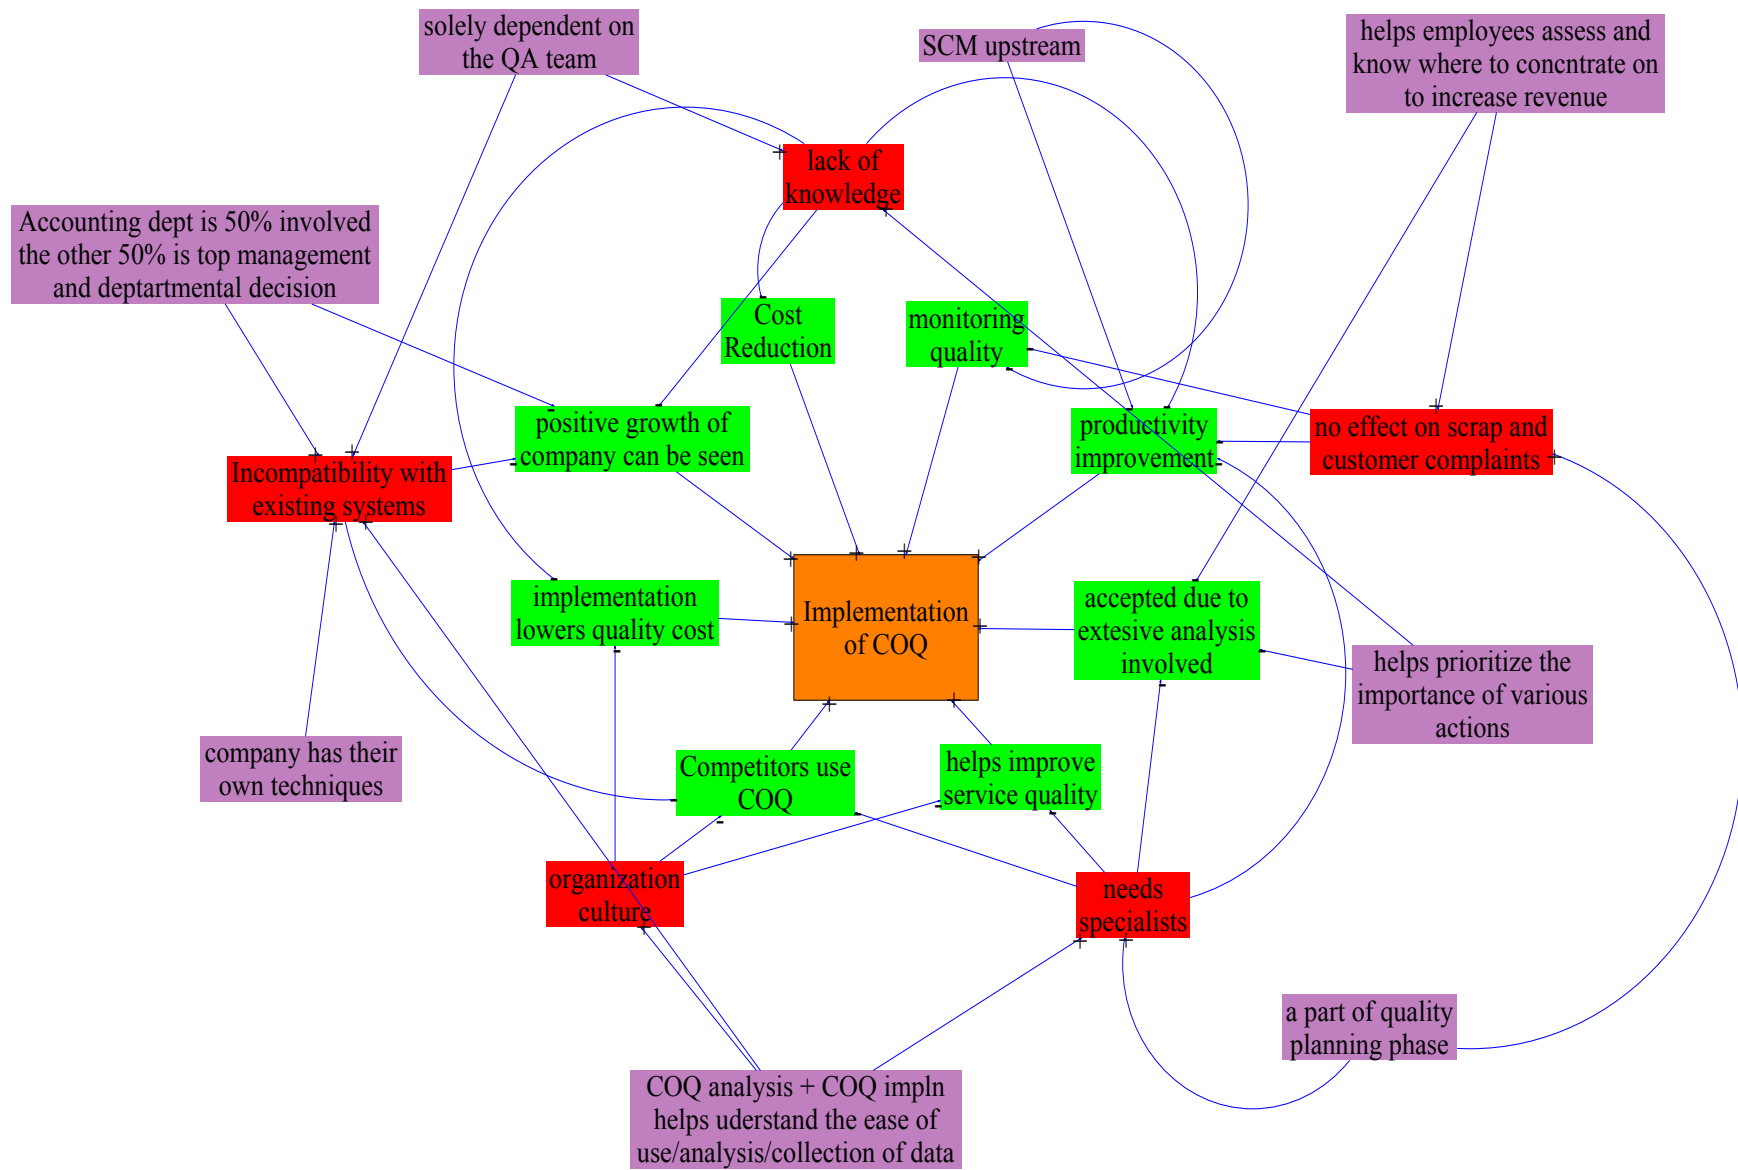 solely dependent on
the QA team
SCM upstream
helps employees assess and
know where to concntrate on
to increase revenue
lack of
knowledge
Accounting dept is 50% involved
the other 50% is top management
and deptartmental decision
Cost
Reduction
monitoring
quality
positive growth of
company can be seen
productivity
improvement
no effect on scrap and
customer complaints
Incompatibility with
existing systems
implementation
lowers quality cost
Implementation
of COQ
accepted due to
extesive analysis
involved
helps prioritize the
importance of various
actions
company has their
own techniques
Competitors use
COQ
helps improve
service quality
organization
culture
needs
specialists
a part of quality
planning phase
COQ analysis + COQ impln
helps uderstand the ease of
use/analysis/collection of data